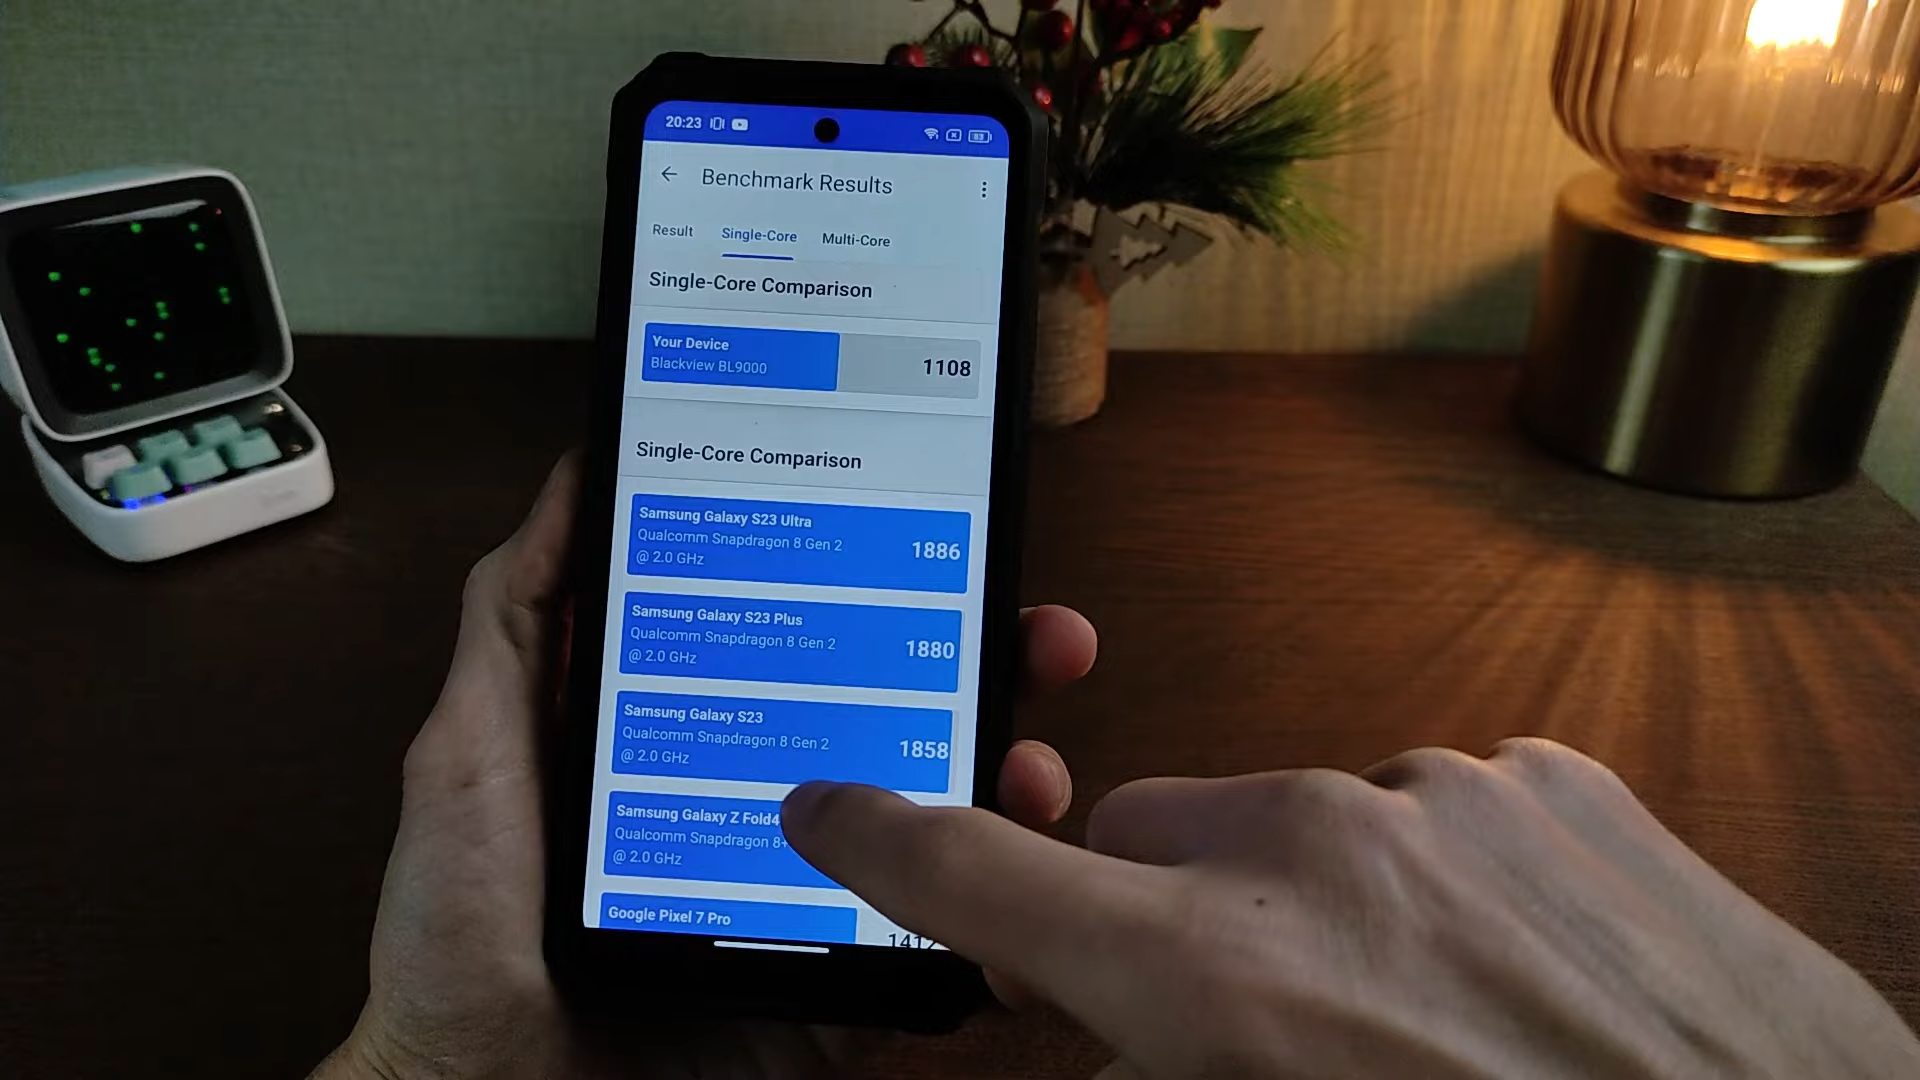 20:23
83
Benchmark Results
Result Single-Core Multi-Core
Single-Core Comparison
Your Device
Blackview BL9000
1108
Single-Core Comparison
Samsung Galaxy S23 Ultra
Qualcomm Snapdragon 8 Gen 2
@ 2.0 GHz
1886
Samsung Galaxy S23 Plus
Qualcomm Snapdragon 8 Gen 2
@ 2.0 GHz
1880
Samsung Galaxy S23
Qualcomm Snapdragon 8 Gen 2
@ 2.0 GHz
1858
Samsung Galaxy Z Fold4
Qualcomm Snapdragon 8+
@ 2.0 GHz
Google Pixel 7 Pro
1412